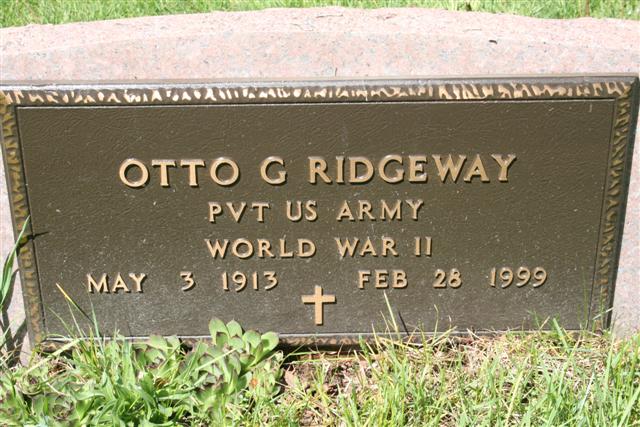 OTTO G RIDGEWAY
PVT US ARMY
WORLD WAR II
MAY 3 1913 FEB 28 1999